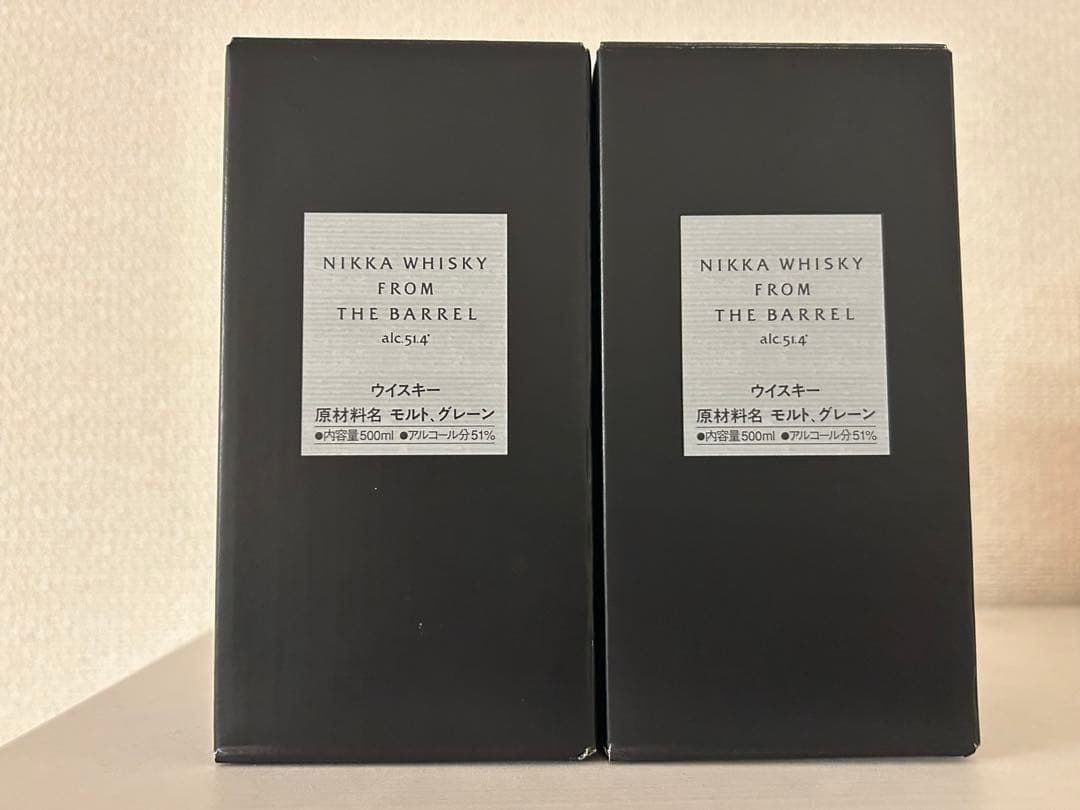 NIKKA WHISKY
FROM
THE BARREL
alc.51.4°
ウイスキー
原材料名 モルト、グレーン
●内容量500ml ●アルコール分51%
NIKKA WHISKY
FROM
THE BARREL
alc.51.4°
ウイスキー
原材料名 モルト、グレーン
●内容量500ml ●アルコール分51%